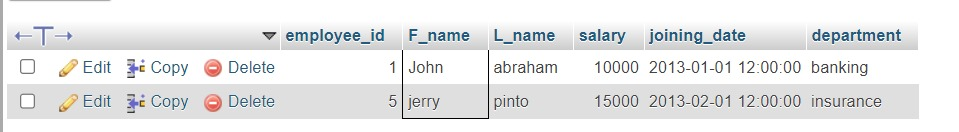 employee_id F_name L_name salary joining_date department
Edit Copy Delete 1 John abraham 10000 2013-01-01 12:00:00 banking
Edit Copy Delete 5 jerry pinto 15000 2013-02-01 12:00:00 insurance